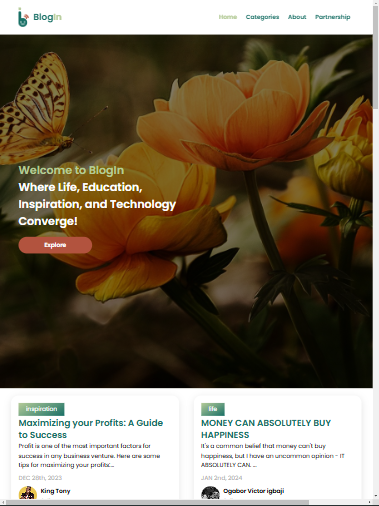 BlogIn
Home Categories About Partnership
Welcome to BlogIn
Where Life, Education,
Inspiration, and Technology
Converge!
Explore
inspiration
Maximizing your Profits: A Guide
to Success
Profit is one of the most important factors for
success in any business venture. Here are some
tips for maximizing your profits:...
DEC 28th, 2023
King Tony
life
MONEY CAN ABSOLUTELY BUY
HAPPINESS
It's a common belief that money can't buy
happiness, but I have an uncommon opinion - IT
ABSOLUTELY CAN. ...
JAN 2nd, 2024
Ogabor Victor igbaji